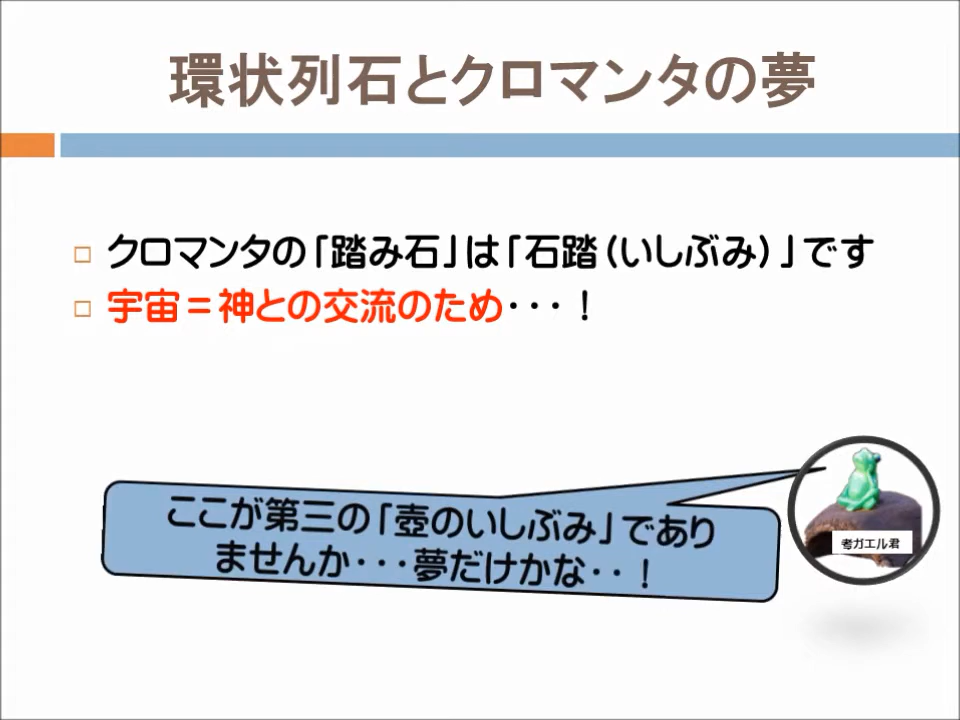 環状列石とクロマンタの夢
クロマンタの「踏み石」は「石踏（いしぶみ）」です
宇宙＝神との交流のため・・・！
ここが第三の「壺のいしぶみ」であり
ませんか・・・夢だけかな・・！
考ガエル君